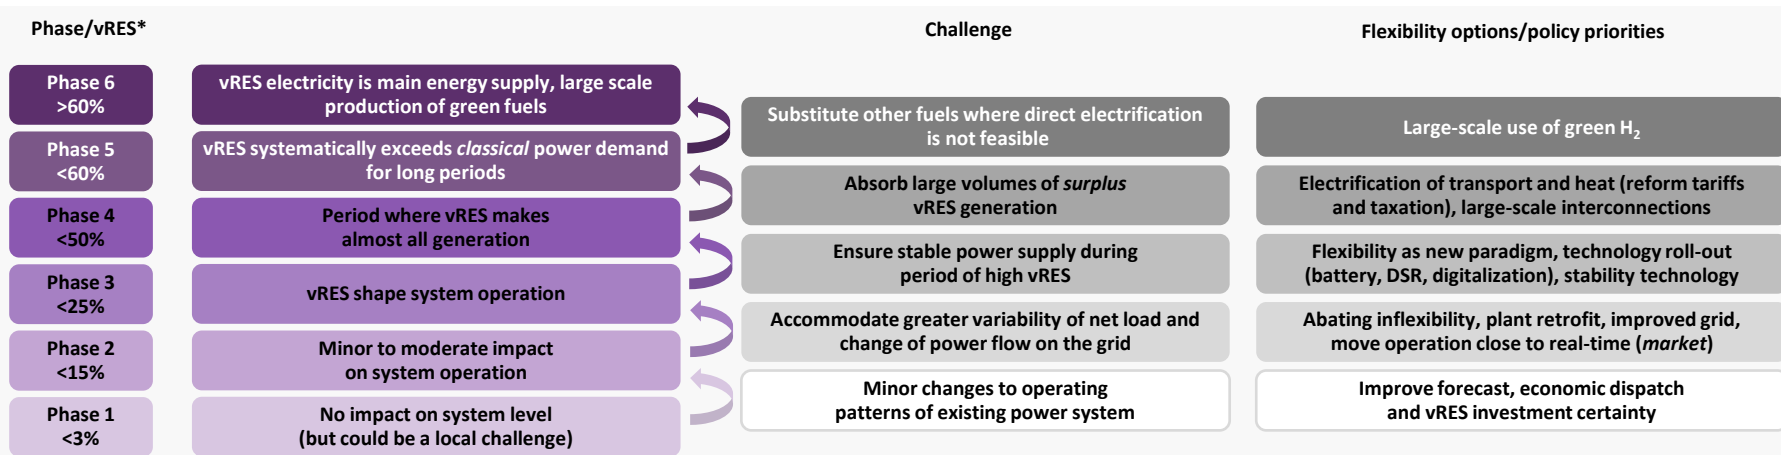 Phase/vRES*
Challenge
Flexibility options/policy priorities
Phase 6
>60%
vRES electricity is main energy supply, large scale
production of green fuels
Substitute other fuels where direct electrification
is not feasible
Large-scale use of green H₂
Phase 5
<60%
vRES systematically exceeds classical power demand
for long periods
Absorb large volumes of surplus
vRES generation
Electrification of transport and heat (reform tariffs
and taxation), large-scale interconnections
Phase 4
<50%
Period where vRES makes
almost all generation
Ensure stable power supply during
period of high vRES
Flexibility as new paradigm, technology roll-out
(battery, DSR, digitalization), stability technology
Phase 3
<25%
vRES shape system operation
Accommodate greater variability of net load and
change of power flow on the grid
Abating inflexibility, plant retrofit, improved grid,
move operation close to real-time (market)
Phase 2
<15%
Minor to moderate impact
on system operation
Minor changes to operating
patterns of existing power system
Improve forecast, economic dispatch
and vRES investment certainty
Phase 1
<3%
No impact on system level
(but could be a local challenge)